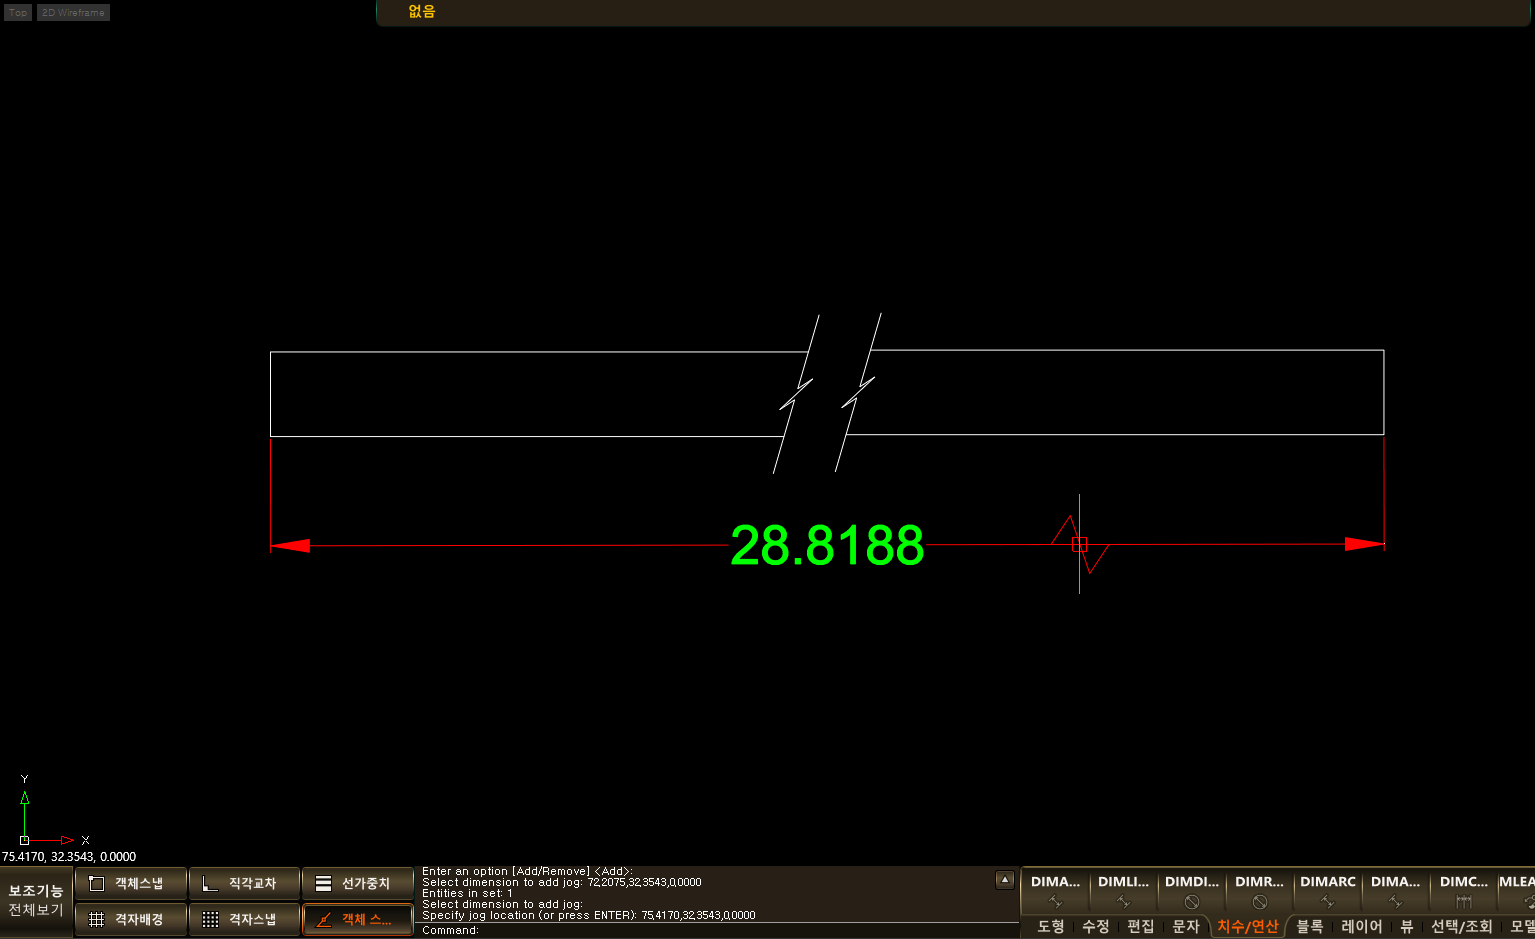 Top 2D Wireframe
없음
28.8188
Y
X
75.4170, 32.3543, 0.0000
보조기능
전체보기
객체스냅 직각교차 선가중치
격자배경 격자스냅 객체 스...
Enter an option [Add/Remove] <Add>:
Select dimension to add jog: 72,2075,32,3543,0,0000
Entities in set: 1
Select dimension to add jog:
Specify jog location (or press ENTER): 75,4170,32,3543,0,0000
Command:
DIMA... DIMLI... DIMDI... DIMR... DIMARC DIMA... DIMC... MLEA
도형 수정 편집 문자 치수/연산 블록 레이어 뷰 선택/조회 모델